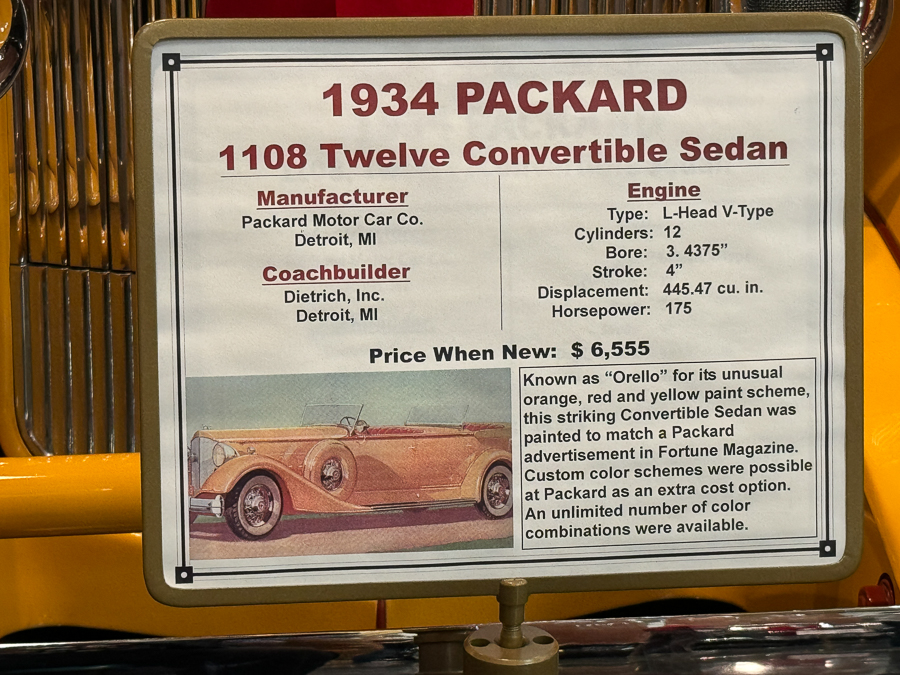 1934 PACKARD
1108 Twelve Convertible Sedan
Manufacturer
Packard Motor Car Co.
Detroit, MI
Coachbuilder
Dietrich, Inc.
Detroit, MI
Engine
Type: L-Head V-Type
Cylinders: 12
Bore: 3. 4375”
Stroke: 4”
Displacement: 445.47 cu. in.
Horsepower: 175
Price When New: $ 6,555
Known as “Orello” for its unusual
orange, red and yellow paint scheme,
this striking Convertible Sedan was
painted to match a Packard
advertisement in Fortune Magazine.
Custom color schemes were possible
at Packard as an extra cost option.
An unlimited number of color
combinations were available.